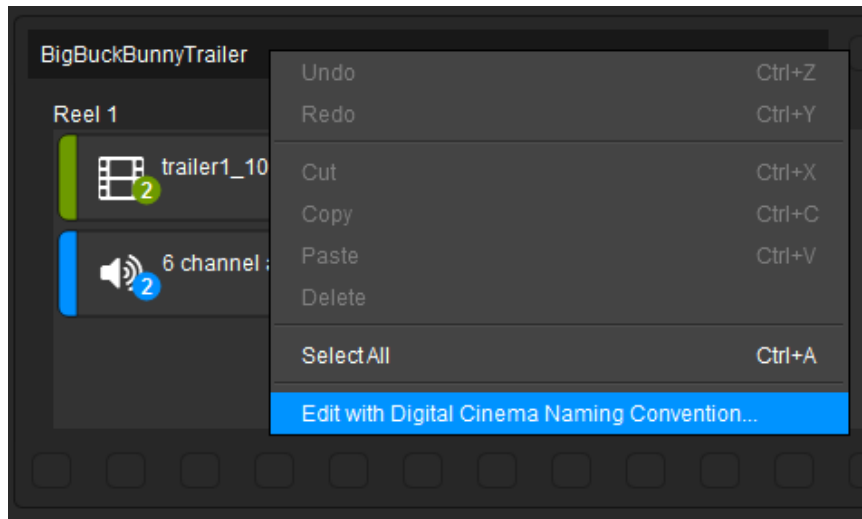 BigBuckBunnyTrailer
Undo Ctrl+Z
Reel 1
Redo Ctrl+Y
trailer1_10
2
Cut Ctrl+X
Copy Ctrl+C
6 channel
2
Paste Ctrl+V
Delete
Select All Ctrl+A
Edit with Digital Cinema Naming Convention...